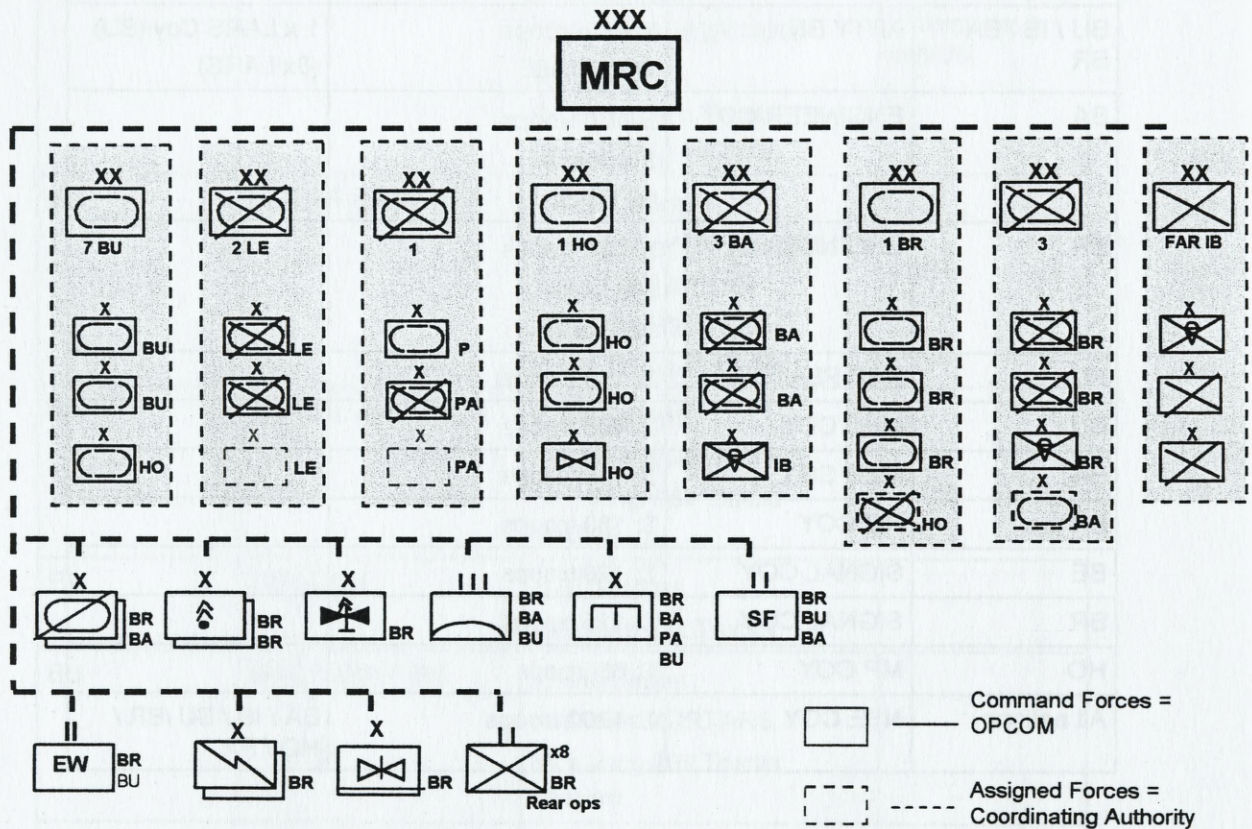 XXX
MRC
XX XX XX XX XX XX XX XX
7 BU 2 LE 1 1 HO 3 BA 1 BR 3 FAR IB
X X X X X X X X
BU LE P HO BA BR BR
X X X X X X X X
BU LE PA HO BA BR BR
X X X X X X X X
HO LE PA HO IB BR BR
X X
HO BA
X X X III X II
BR BA
BR BR
BR
BR BA BU
BR BA PA BU
SF BR BU BA
II X X II
EW BR BU
BR
BR
x8 BR
Rear ops
Command Forces =
OPCOM
Assigned Forces =
Coordinating Authority